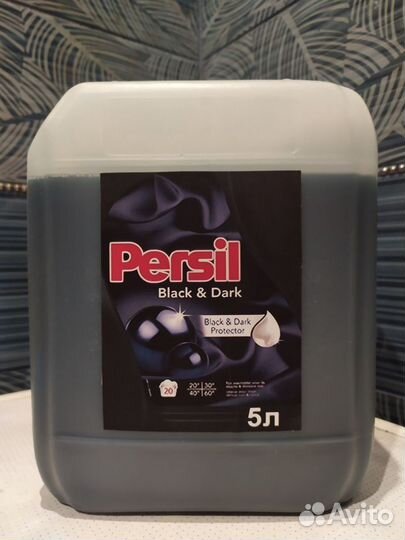 Persil
Black & Dark
Black & Dark
Protector
20
20° 30°
40° 60°
5л
Avito